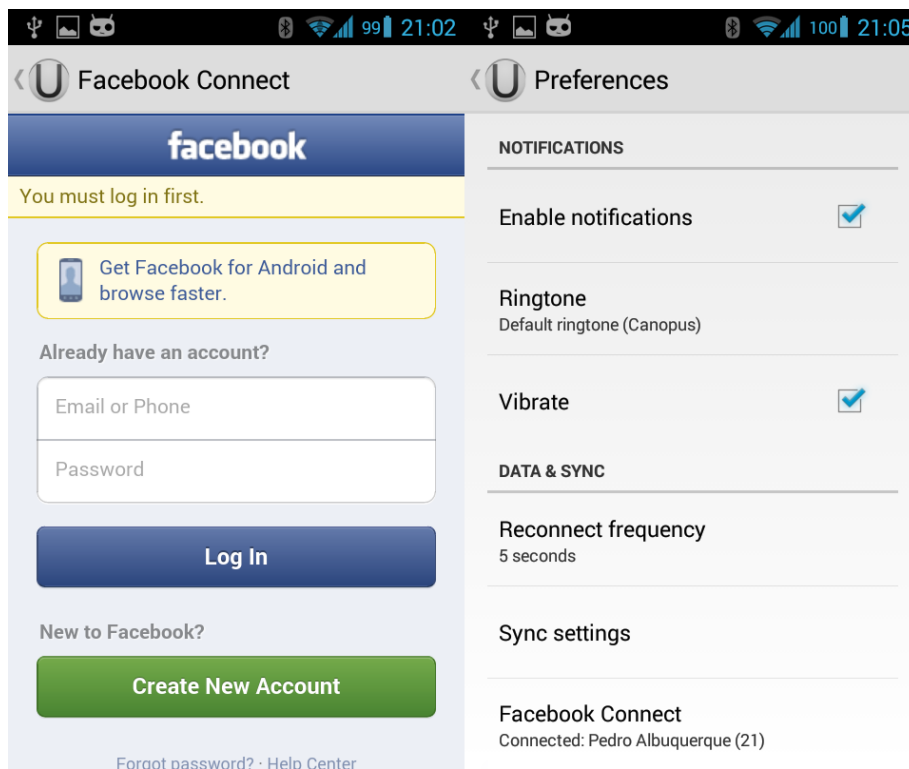 99 21:02
Facebook Connect
facebook
You must log in first.
Get Facebook for Android and
browse faster.
Already have an account?
Email or Phone
Password
Log In
New to Facebook?
Create New Account
Forgot password? · Help Center
100 21:05
Preferences
NOTIFICATIONS
Enable notifications
Ringtone
Default ringtone (Canopus)
Vibrate
DATA & SYNC
Reconnect frequency
5 seconds
Sync settings
Facebook Connect
Connected: Pedro Albuquerque (21)